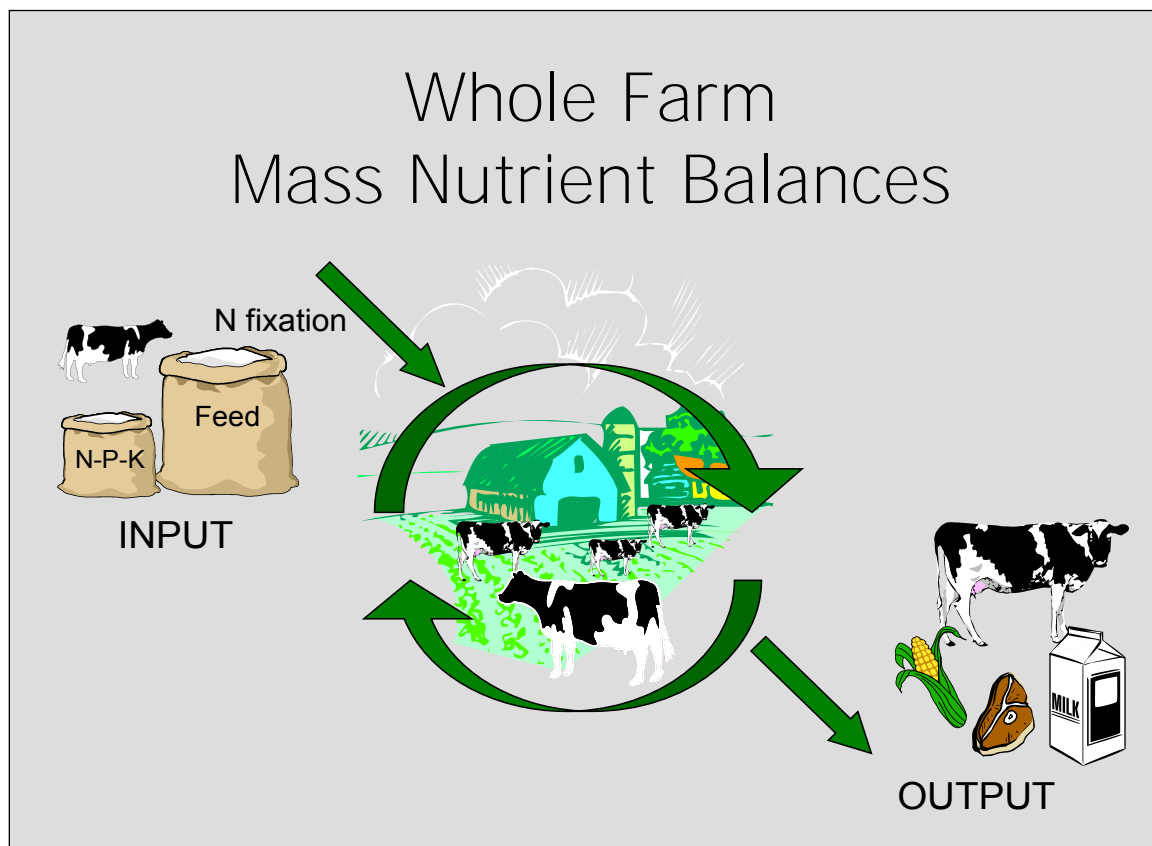 Whole Farm
Mass Nutrient Balances
N fixation
Feed
N-P-K
INPUT
MILK
OUTPUT